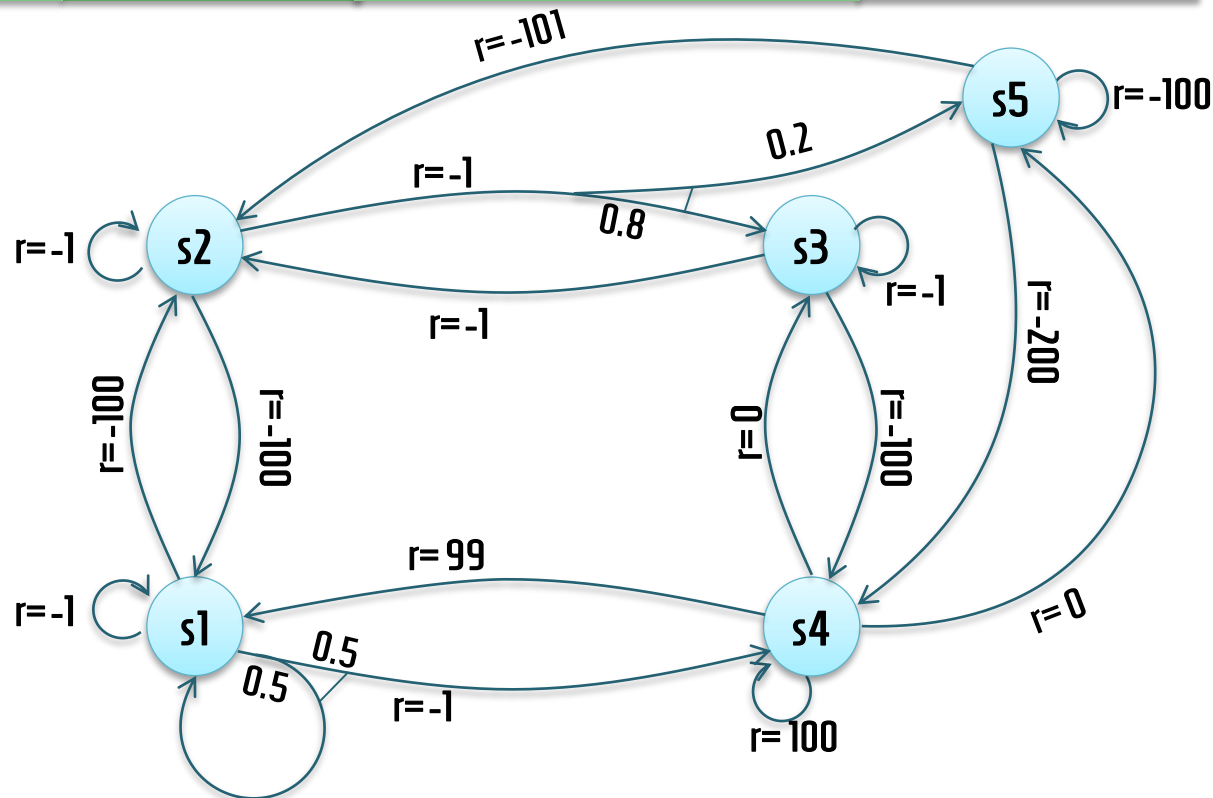 r=-101
s5
r=-100
0.2
r=-1
0.8
s2
r=-1
s3
r=-1
r=-1
r=-200
r=-100
r=-100
r=0
r=-100
r= 99
r=-1
s1
0.5
0.5
r=-1
s4
r= 0
r= 100